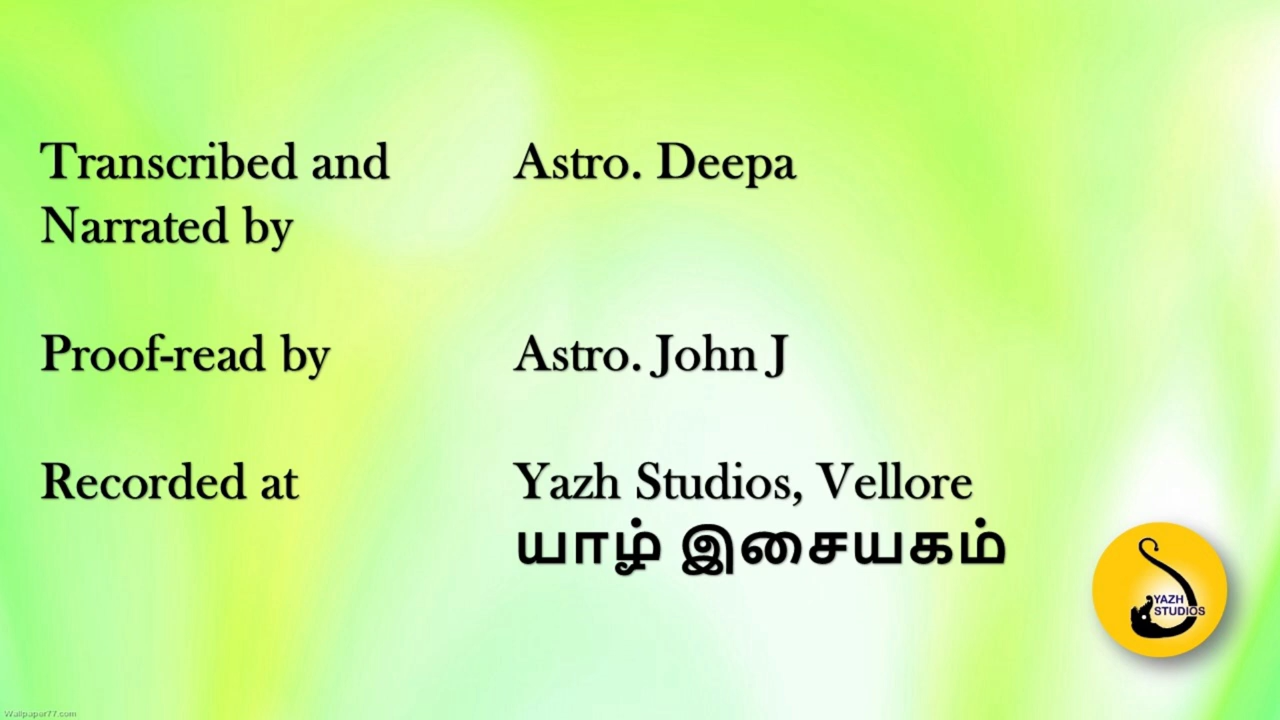 Transcribed and Astro. Deepa
Narrated by
Proof-read by Astro. John J
Recorded at Yazh Studios, Vellore
யாழ் இசையகம்
YAZH
STUDIOS
Wallpaper77.com